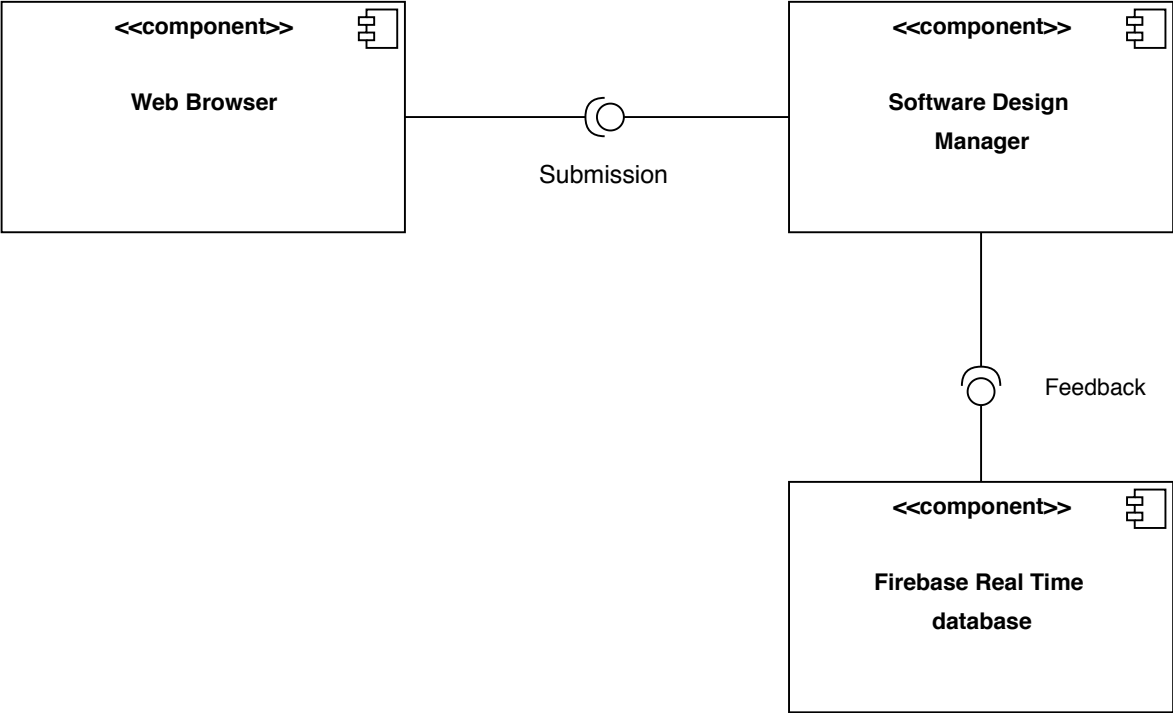 <<component>>
Web Browser
<<component>>
Software Design
Manager
Submission
Feedback
<<component>>
Firebase Real Time
database